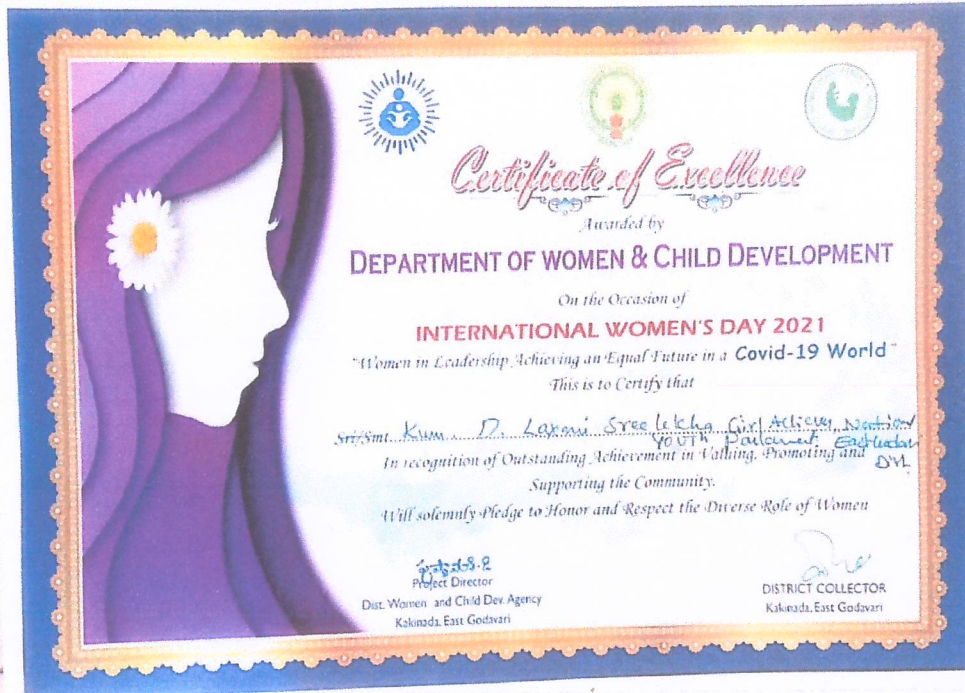 Certificate of Excellence
Awarded by
DEPARTMENT OF WOMEN & CHILD DEVELOPMENT
On the Occasion of
INTERNATIONAL WOMEN'S DAY 2021
"Women in Leadership Achieving an Equal Future in a Covid-19 World"
This is to Certify that
Sri/Smt. Kum. D. Laxmi Sree lekha Girl Achiever, National
YOUTH Parliament, East Godavari
In recognition of Outstanding Achievement in Valuing, Promoting and
Supporting the Community.
Will solemnly Pledge to Honor and Respect the Diverse Role of Women
Project Director
Dist. Women and Child Dev. Agency
Kakinada, East Godavari
DISTRICT COLLECTOR
Kakinada, East Godavari